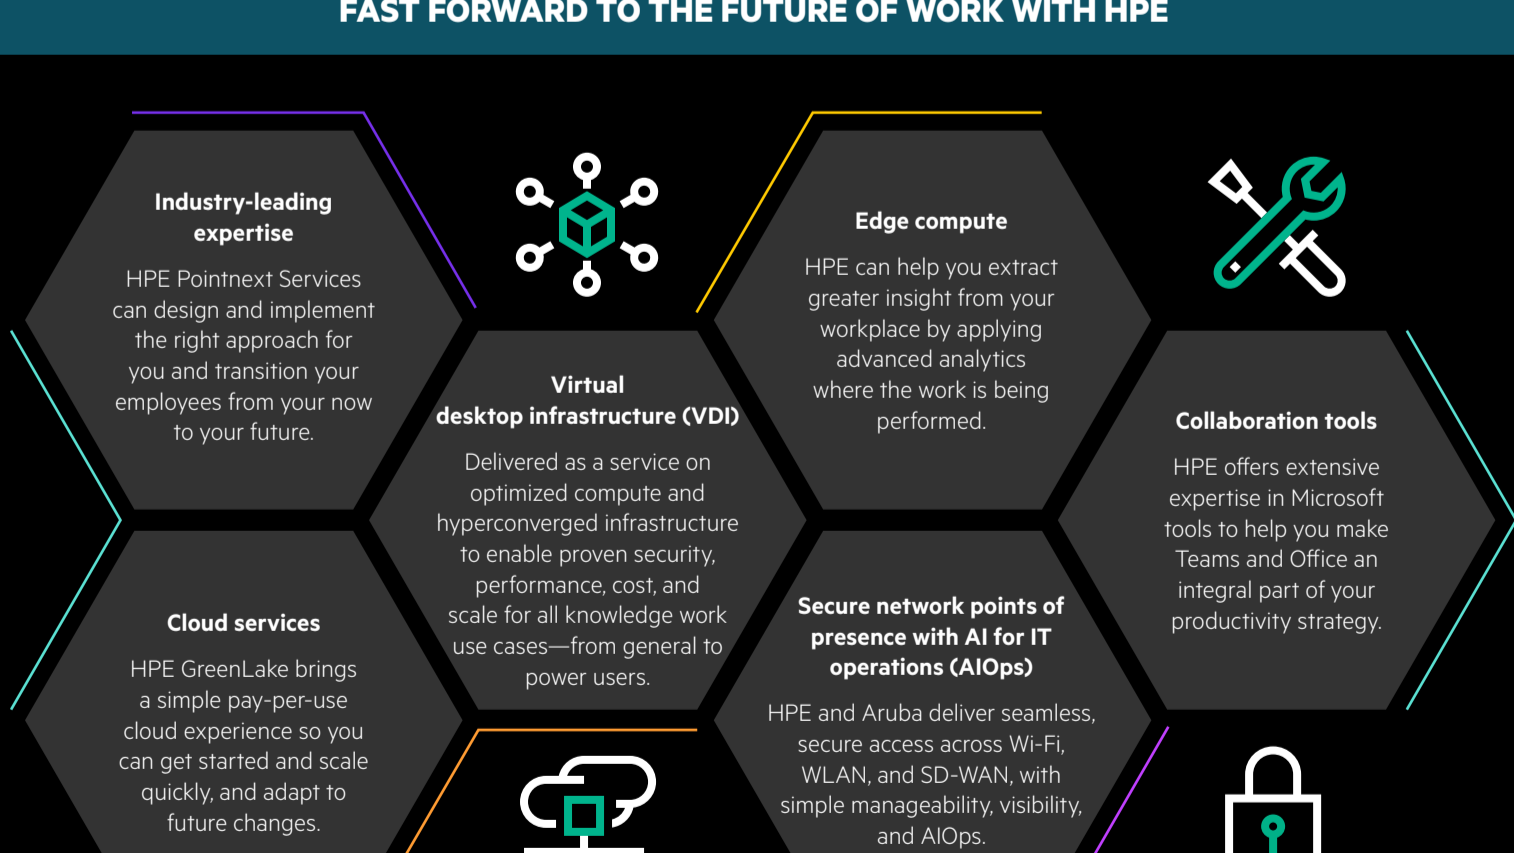 FAST FORWARD TO THE FUTURE OF WORK WITH HPE
Industry-leading
expertise
HPE Pointnext Services
can design and implement
the right approach for
you and transition your
employees from your now
to your future.
Virtual
desktop infrastructure (VDI)
Delivered as a service on
optimized compute and
hyperconverged infrastructure
to enable proven security,
performance, cost, and
scale for all knowledge work
use cases—from general to
power users.
Edge compute
HPE can help you extract
greater insight from your
workplace by applying
advanced analytics
where the work is being
performed.
Collaboration tools
HPE offers extensive
expertise in Microsoft
tools to help you make
Teams and Office an
integral part of your
productivity strategy.
Cloud services
HPE GreenLake brings
a simple pay-per-use
cloud experience so you
can get started and scale
quickly, and adapt to
future changes.
Secure network points of
presence with AI for IT
operations (AIOps)
HPE and Aruba deliver seamless,
secure access across Wi-Fi,
WLAN, and SD-WAN, with
simple manageability, visibility,
and AIOps.